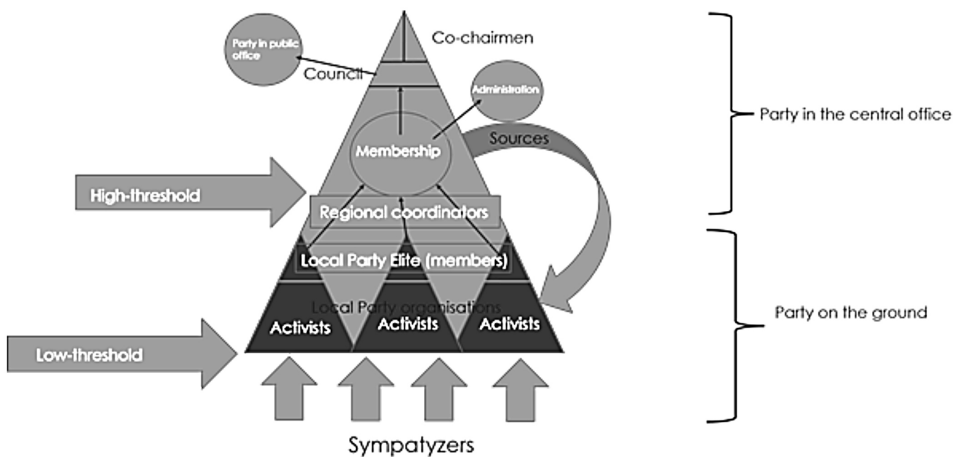 Co-chairmen
Party in public
office
Council
Administration
Party in the central office
Sources
Membership
High-threshold
Regional coordinators
Local Party Elite (members)
Local Party organisations
Party on the ground
Activists
Activists
Activists
Low-threshold
Sympatyzers